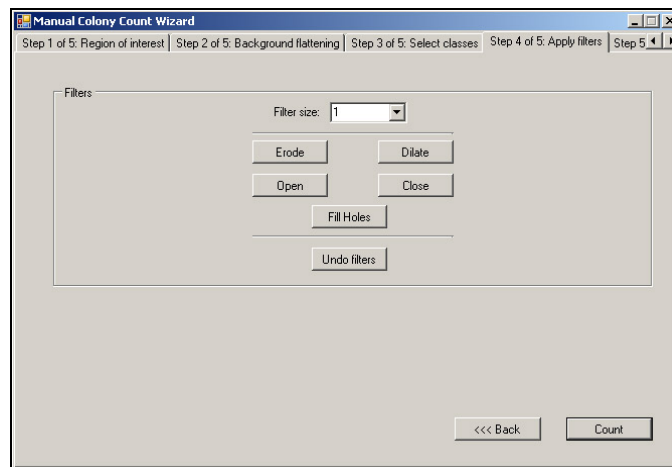 Manual Colony Count Wizard
Step 1 of 5: Region of interest Step 2 of 5: Background flattening Step 3 of 5: Select classes Step 4 of 5: Apply filters Step 5
Filters
Filter size: 1
Erode Dilate
Open Close
Fill Holes
Undo filters
<<< Back Count